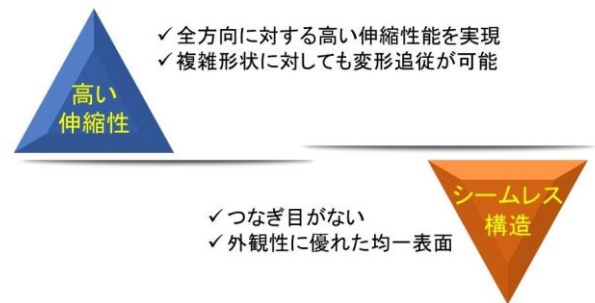 高い
伸縮性
✓ 全方向に対する高い伸縮性能を実現
✓ 複雑形状に対しても変形追従が可能
✓ つなぎ目がない
✓ 外観性に優れた均一表面
シームレス
構造